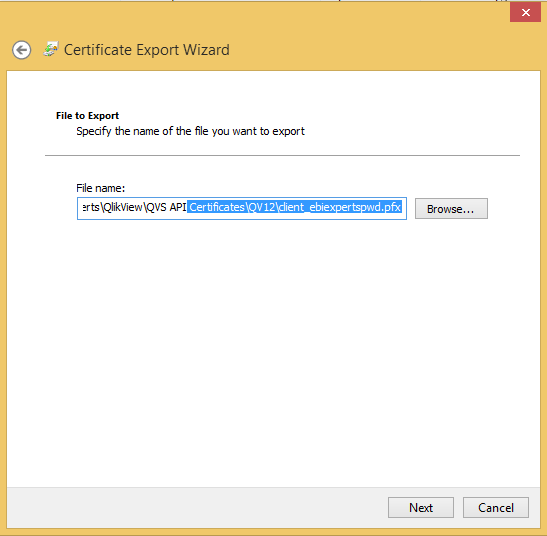 Certificate Export Wizard
File to Export
Specify the name of the file you want to export
File name:
erts\QlikView\QVS API Certificates\QV12\client_ebiexpertspwd.pfx
Browse...
Next
Cancel